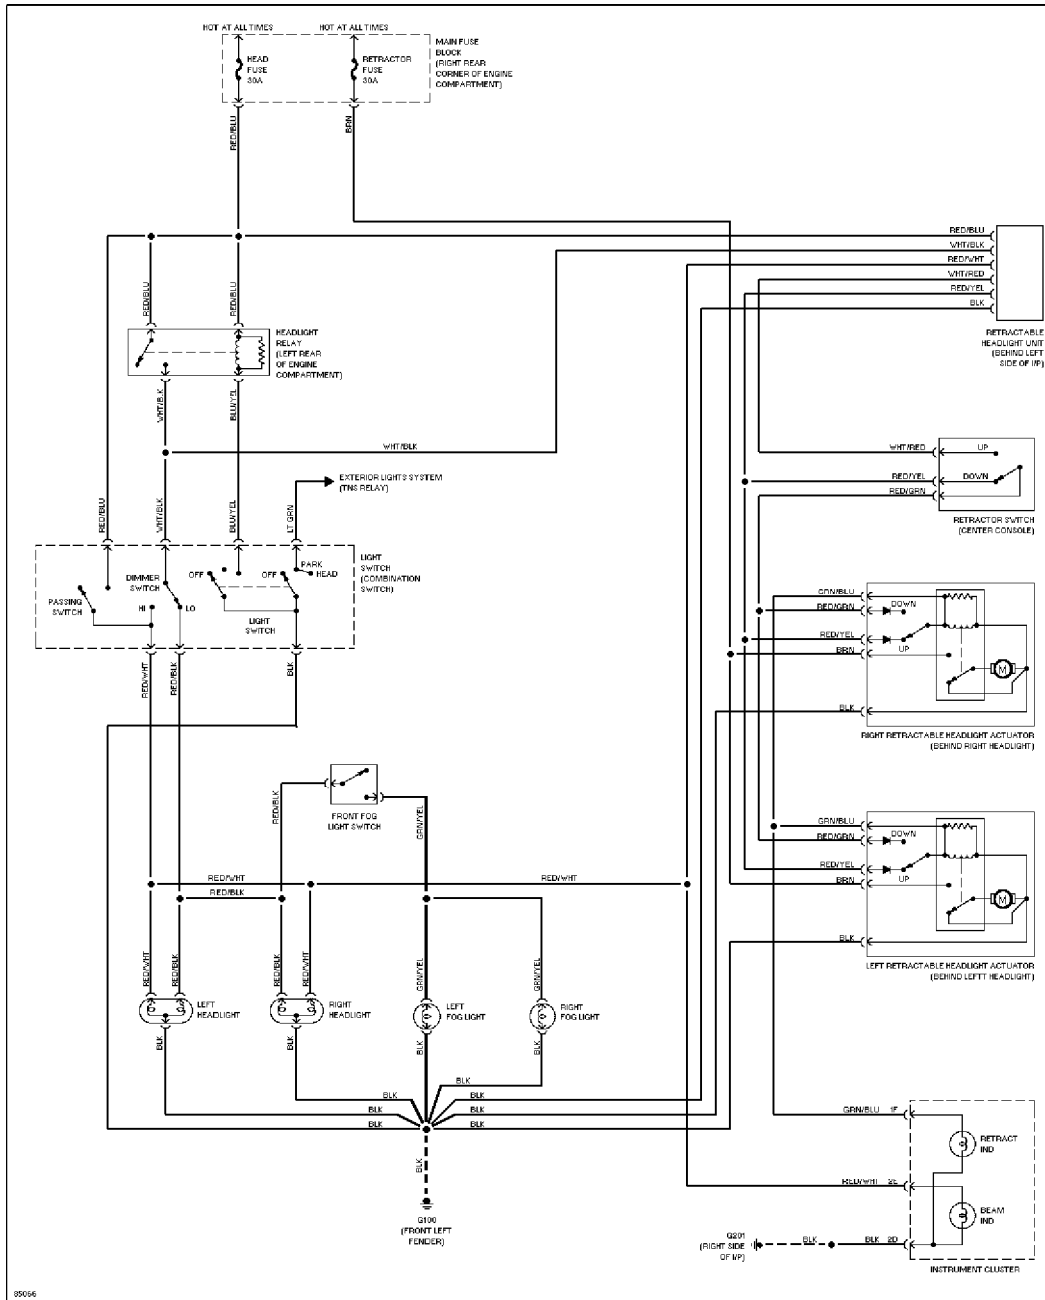 HOT AT ALL TIMES
HOT AT ALL TIMES
HEAD
FUSE
30A
RETRACTOR
FUSE
30A
MAIN FUSE
BLOCK
(RIGHT REAR
CORNER OF ENGINE
COMPARTMENT)
RED/BLU
BRN
RED/BLU
WHT/BLK
RED/WHT
WHT/RED
RED/YEL
BLK
RETRACTABLE
HEADLIGHT UNIT
(BEHIND LEFT
SIDE OF I/P)
RED/BLU
RED/BLU
HEADLIGHT
RELAY
(LEFT REAR
OF ENGINE
COMPARTMENT)
WHT/BLK
BLU/YEL
WHT/BLK
WHT/RED
UP
RED/YEL
DOWN
RED/GRN
RETRACTOR SWITCH
(CENTER CONSOLE)
EXTERIOR LIGHTS SYSTEM
(TNS RELAY)
RED/BLU
WHT/BLK
BLU/YEL
LT GRN
LIGHT
SWITCH
(COMBINATION
SWITCH)
PASSING
SWITCH
DIMMER
SWITCH
HI
LO
OFF
OFF
PARK
HEAD
LIGHT
SWITCH
RED/WHT
RED/BLK
BLK
GRN/BLU
RED/GRN
DOWN
RED/YEL
UP
BRN
BLK
RIGHT RETRACTABLE HEADLIGHT ACTUATOR
(BEHIND RIGHT HEADLIGHT)
M
RED/BLK
FRONT FOG
LIGHT SWITCH
GRN/YEL
GRN/BLU
RED/GRN
DOWN
RED/YEL
UP
BRN
BLK
M
LEFT RETRACTABLE HEADLIGHT ACTUATOR
(BEHIND LEFTT HEADLIGHT)
RED/WHT
RED/WHT
RED/BLK
RED/WHT
RED/BLK
RED/BLK
RED/WHT
GRN/YEL
GRN/YEL
LEFT
HEADLIGHT
RIGHT
HEADLIGHT
LEFT
FOG LIGHT
RIGHT
FOG LIGHT
BLK
BLK
BLK
BLK
BLK
BLK
BLK
BLK
BLK
BLK
BLK
BLK
G100
(FRONT LEFT
FENDER)
GRN/BLU 1F
RETRACT
IND
RED/WHT 2E
BEAM
IND
G201
(RIGHT SIDE
OF I/P)
BLK
BLK 2D
INSTRUMENT CLUSTER
85066